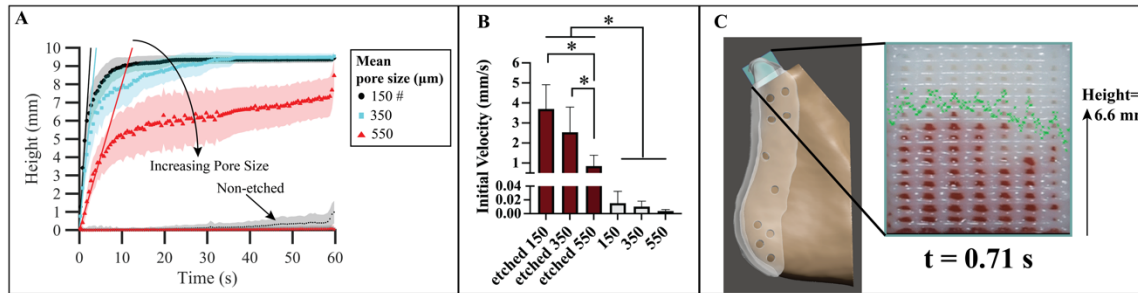 A
10
9
8
7
6
5
4
3
2
1
0
Height (mm)
0 10 20 30 40 50 60
Time (s)
Increasing Pore Size
Non-etched
Mean
pore size (μm)
150 #
350
550
B
*
*
*
6
5
4
3
2
1
0.04
0.02
0.00
Initial Velocity (mm/s)
etched 150
etched 350
etched 550
150
350
550
C
Height=
6.6 mm
t = 0.71 s